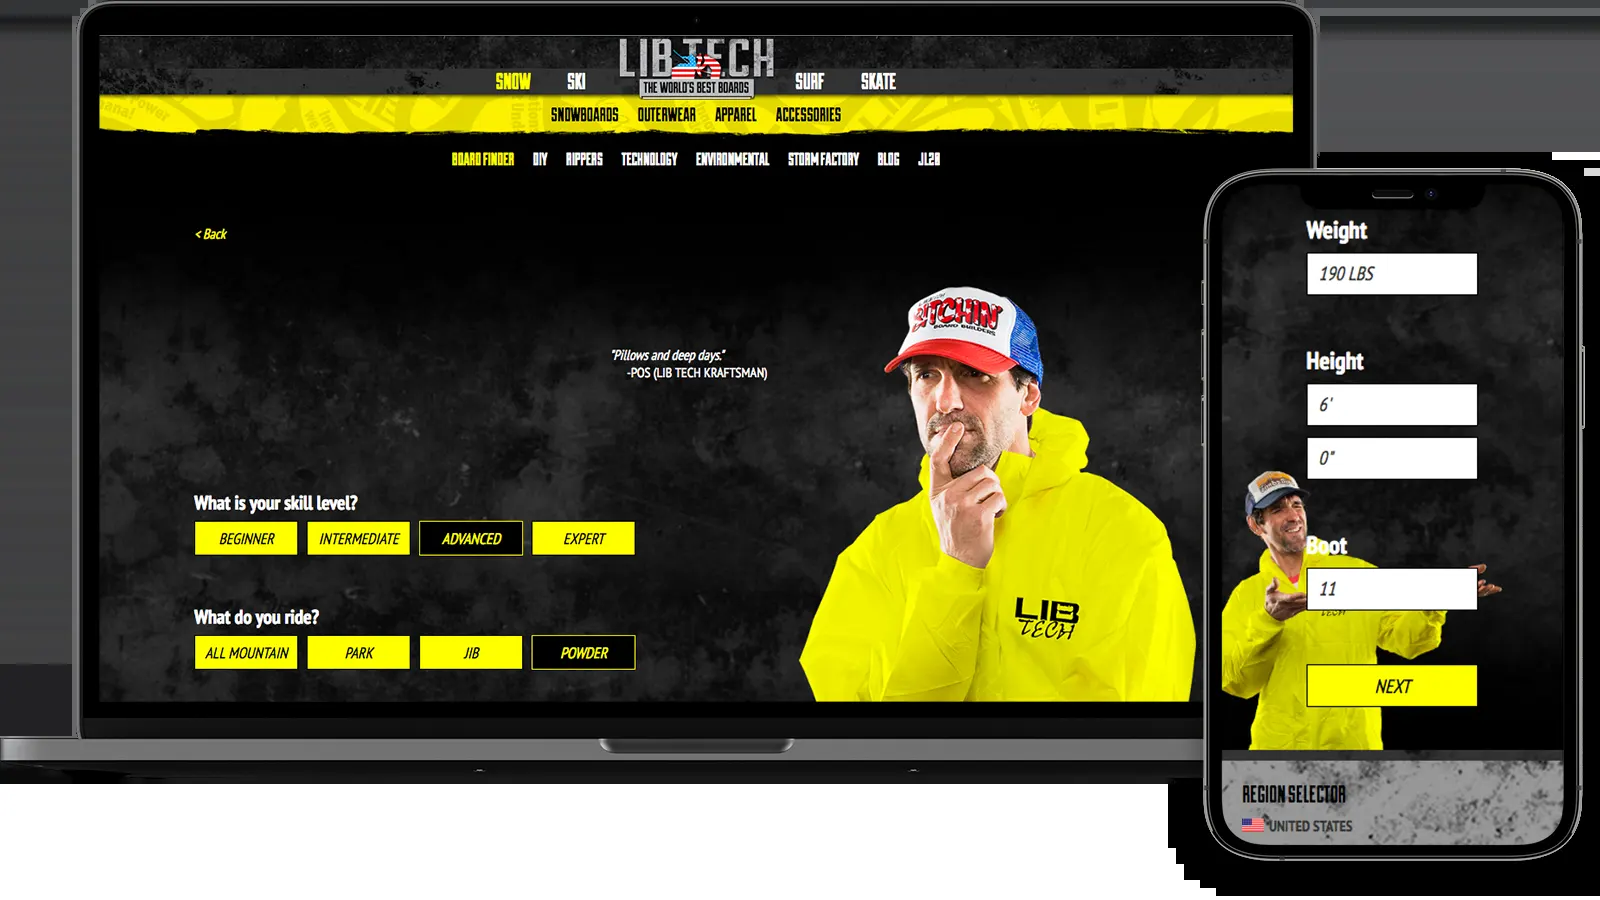 LIB TECH
THE WORLD'S BEST BOARDS
SNOW SKI SURF SKATE
SNOWBOARDS OUTERWEAR APPAREL ACCESSORIES
BOARD FINDER DIY RIPPERS TECHNOLOGY ENVIRONMENTAL STORM FACTORY BLOG JL28
< Back
"Pillows and deep days."
-POS (LIB TECH KRAFTSMAN)
BOARD BUILDERS
LIB
TECH
What is your skill level?
BEGINNER INTERMEDIATE ADVANCED EXPERT
What do you ride?
ALL MOUNTAIN PARK JIB POWDER
Weight
190 LBS
Height
6'
0"
Boot
11
TECH
NEXT
REGION SELECTOR
UNITED STATES